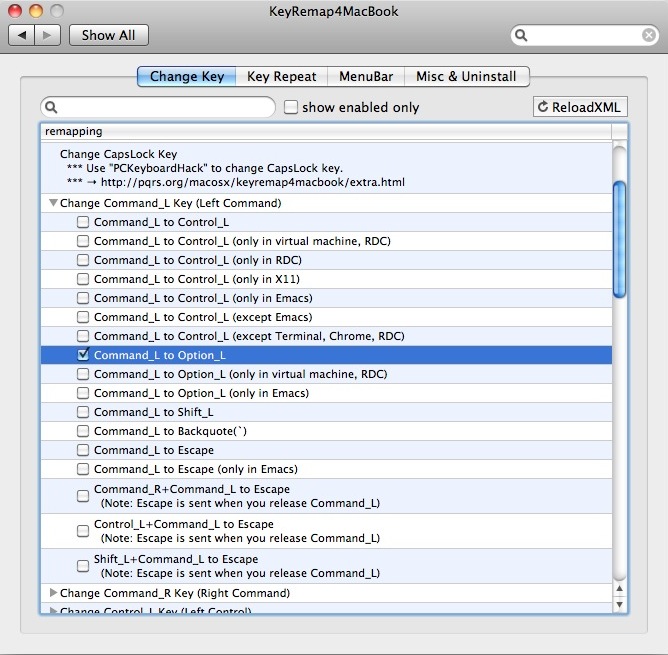 KeyRemap4MacBook
Show All
Change Key Key Repeat MenuBar Misc & Uninstall
show enabled only ReloadXML
remapping
Change CapsLock Key
*** Use "PCKeyboardHack" to change CapsLock key.
*** → http://pqrs.org/macosx/keyremap4macbook/extra.html
Change Command_L Key (Left Command)
Command_L to Control_L
Command_L to Control_L (only in virtual machine, RDC)
Command_L to Control_L (only in RDC)
Command_L to Control_L (only in X11)
Command_L to Control_L (only in Emacs)
Command_L to Control_L (except Emacs)
Command_L to Control_L (except Terminal, Chrome, RDC)
Command_L to Option_L
Command_L to Option_L (only in virtual machine, RDC)
Command_L to Option_L (only in Emacs)
Command_L to Shift_L
Command_L to Backquote(`)
Command_L to Escape
Command_L to Escape (only in Emacs)
Command_R+Command_L to Escape
(Note: Escape is sent when you release Command_L)
Control_L+Command_L to Escape
(Note: Escape is sent when you release Command_L)
Shift_L+Command_L to Escape
(Note: Escape is sent when you release Command_L)
Change Command_R Key (Right Command)
Change Control_L Key (Left Control)